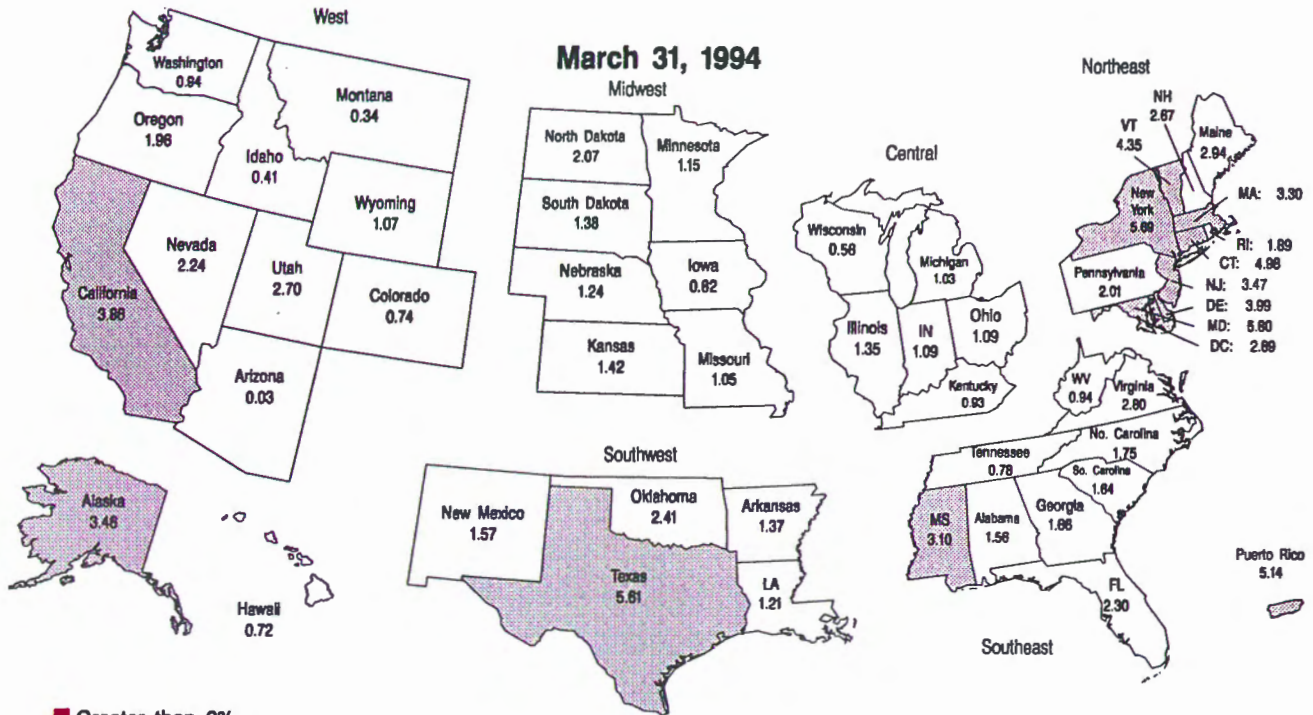 West
March 31, 1994
Washington
0.94
Montana
0.34
Oregon
1.96
Idaho
0.41
Wyoming
1.07
Nevada
2.24
Utah
2.70
Colorado
0.74
California
3.86
Arizona
0.03
Alaska
3.46
Hawaii
0.72
Midwest
North Dakota
2.07
Minnesota
1.15
South Dakota
1.38
Nebraska
1.24
Iowa
0.62
Kansas
1.42
Missouri
1.05
Central
Wisconsin
0.56
Michigan
1.03
Illinois
1.35
IN
1.09
Ohio
1.09
Kentucky
0.93
Northeast
NH
2.67
VT
4.35
Maine
2.94
New
York
5.69
MA: 3.30
RI: 1.89
CT: 4.96
Pennsylvania
2.01
NJ: 3.47
DE: 3.99
MD: 5.60
DC: 2.69
Southwest
New Mexico
1.57
Oklahoma
2.41
Arkansas
1.37
Texas
5.61
LA
1.21
WV
0.94
Virginia
2.80
No. Carolina
1.75
Tennessee
0.78
So. Carolina
1.64
MS
3.10
Alabama
1.56
Georgia
1.66
FL
2.30
Southeast
Puerto Rico
5.14
Greater than